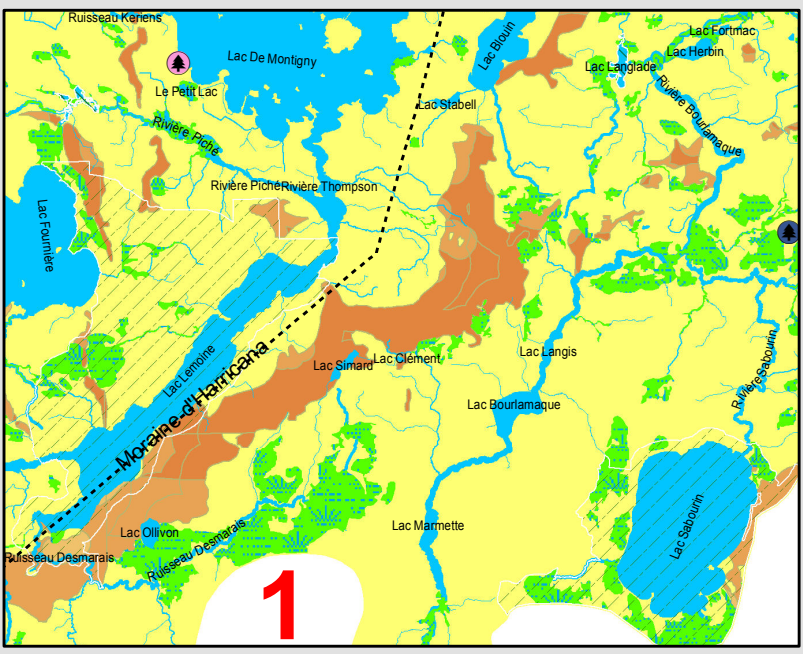 Ruisseau Keriens
Lac De Montigny
Lac Blouin
Lac Fortmac
Lac Herbin
Lac Langlade
Le Petit Lac
Lac Stabell
Rivière Bourlamaque
Rivière Piché
Rivière Piché
Rivière Thompson
Lac Fournière
Lac Lemoine
Moraine d'Harricana
Lac Simard
Lac Clément
Lac Langis
Rivière Sabourin
Lac Bourlamaque
Lac Sabourin
Lac Ollivon
Lac Marmette
Ruisseau Desmarais
Ruisseau Desmarais
1